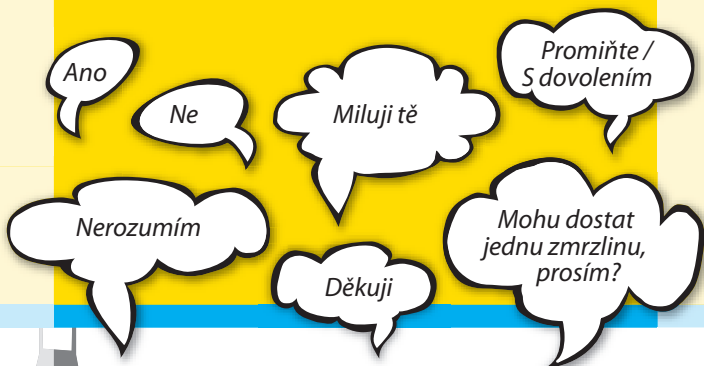 Ano
Ne
Miluji tě
Promiňte /
S dovolením
Nerozumím
Děkuji
Mohu dostat
jednu zmrzlinu,
prosím?